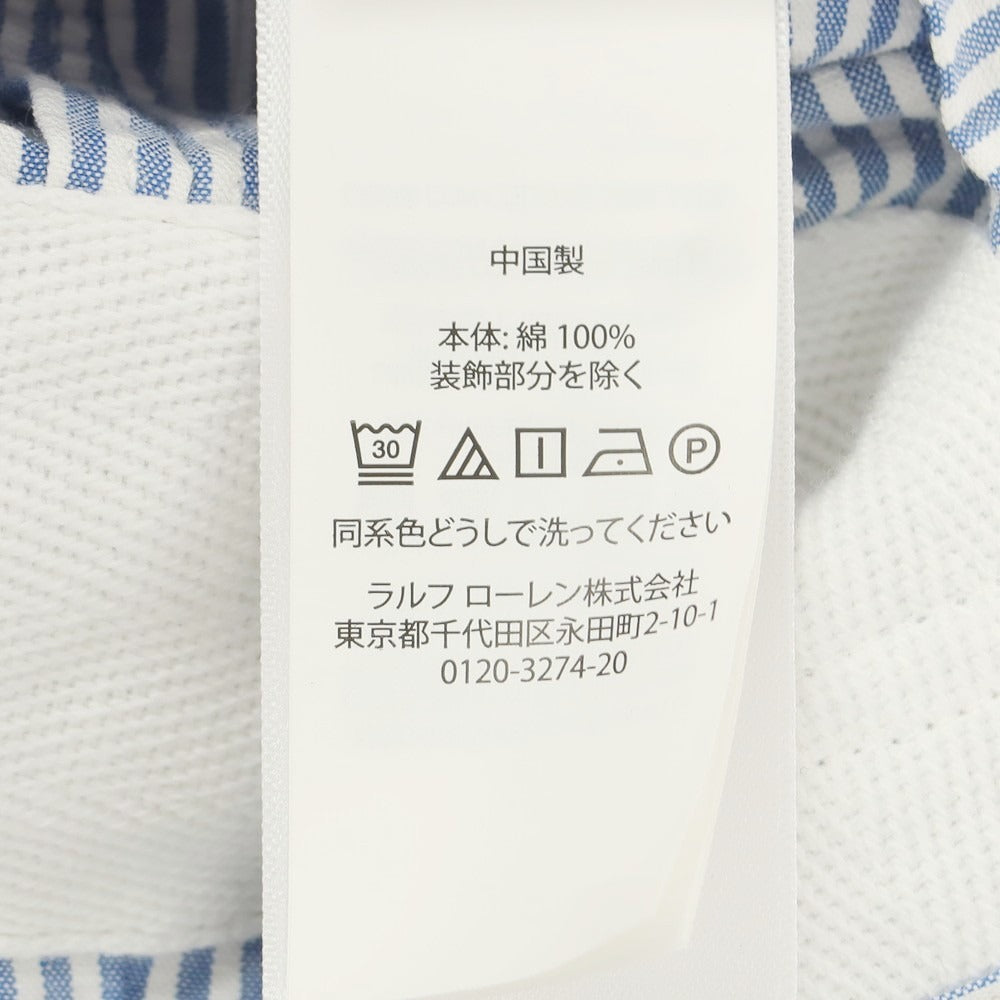 中国製
本体: 綿 100%
装飾部分を除く
30 P
同系色どうしで洗ってください
ラルフ ローレン株式会社
東京都千代田区永田町2-10-1
0120-3274-20